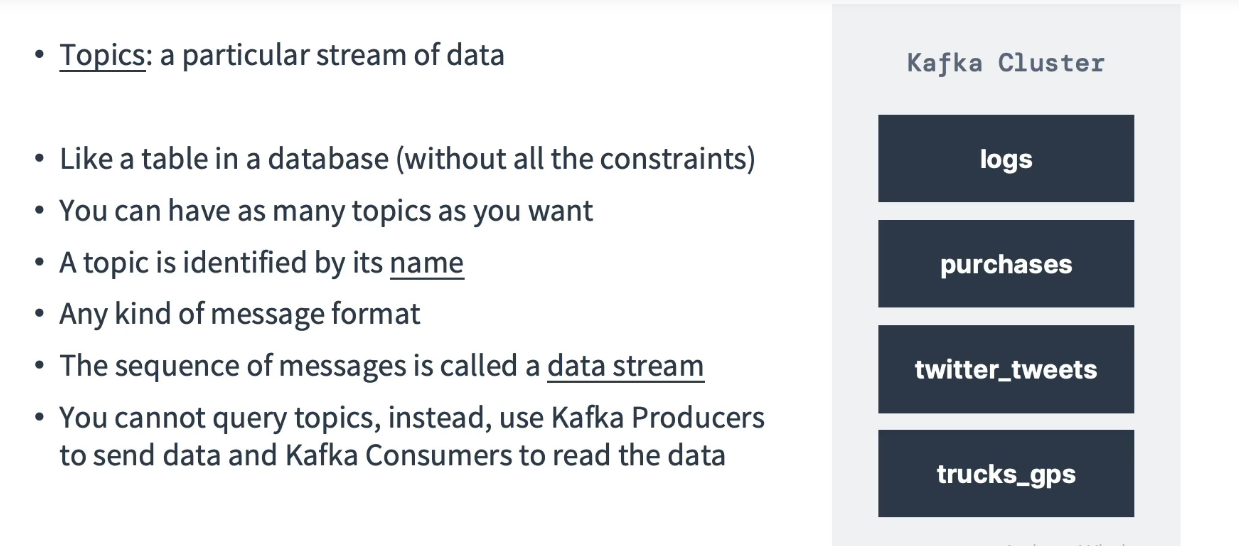 • Topics: a particular stream of data
• Like a table in a database (without all the constraints)
• You can have as many topics as you want
• A topic is identified by its name
• Any kind of message format
• The sequence of messages is called a data stream
• You cannot query topics, instead, use Kafka Producers
to send data and Kafka Consumers to read the data
Kafka Cluster
logs
purchases
twitter_tweets
trucks_gps